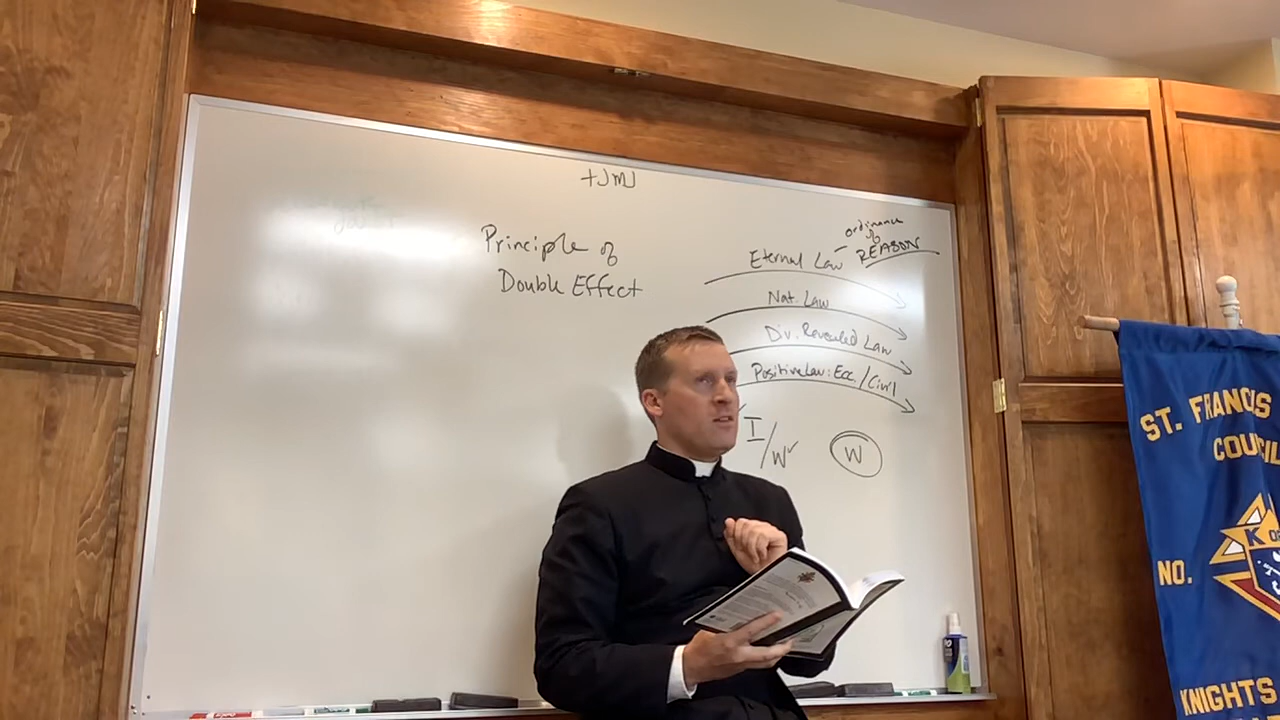 +JMJ
Principle of
Double Effect
ordinance
of
Eternal Law – REASON
Nat. Law
Div. Revealed Law
Positive Law: Ecc. / Civil
I / W
W
ST. FRANCIS
COUNCIL
K OF
NO.
KNIGHTS